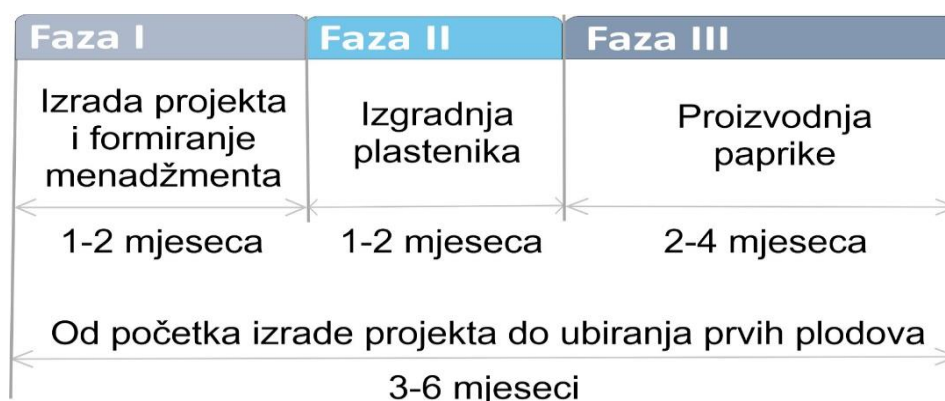 Faza I
Faza II
Faza III
Izrada projekta
i formiranje
menadžmenta
Izgradnja
plastenika
Proizvodnja
paprike
1-2 mjeseca
1-2 mjeseca
2-4 mjeseca
Od početka izrade projekta do ubiranja prvih plodova
3-6 mjeseci